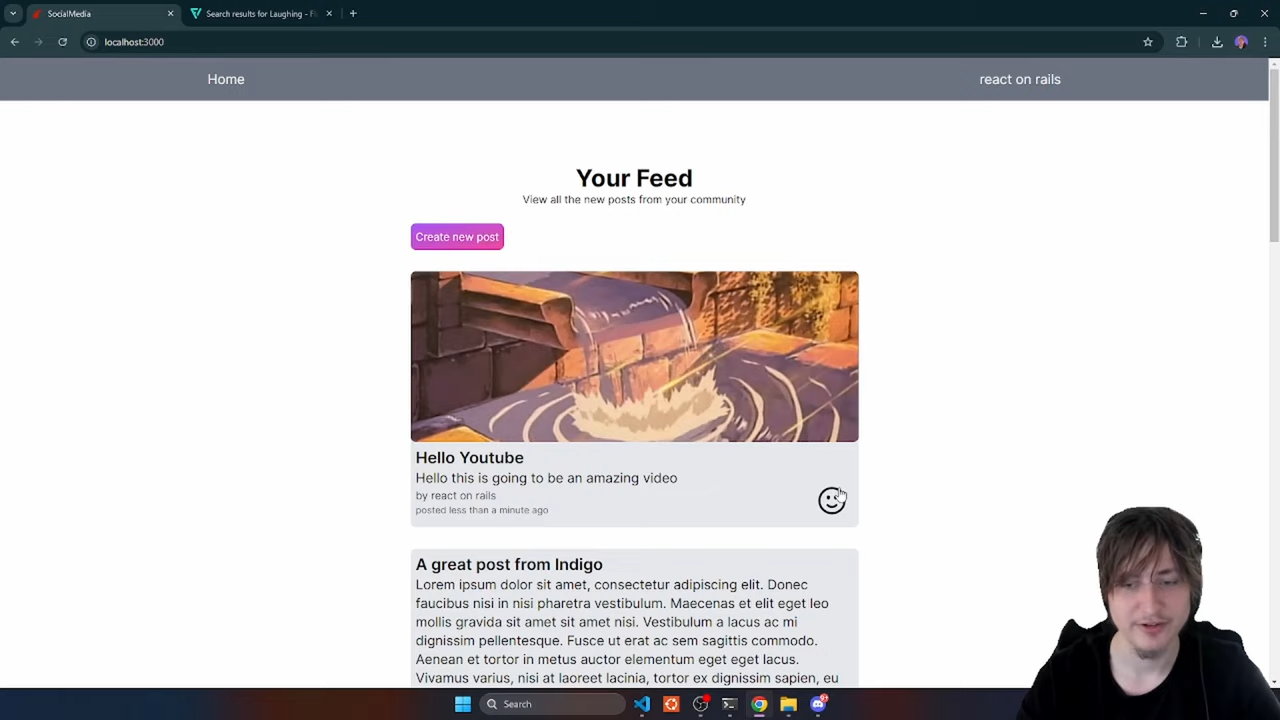 SocialMedia
Search results for Laughing - Fl
localhost:3000
Home
react on rails
Your Feed
View all the new posts from your community
Create new post
Hello Youtube
Hello this is going to be an amazing video
by react on rails
posted less than a minute ago
A great post from Indigo
Lorem ipsum dolor sit amet, consectetur adipiscing elit. Donec
faucibus nisi in nisi pharetra vestibulum. Maecenas et elit eget leo
mollis gravida sit amet sit amet nisi. Vestibulum a lacus ac mi
dignissim pellentesque. Fusce ut erat ac sem sagittis commodo.
Aenean et tortor in metus auctor elementum eget eget lacus.
Vivamus varius, nisi at laoreet lacinia, tortor ex dignissim sapien, eu
Search